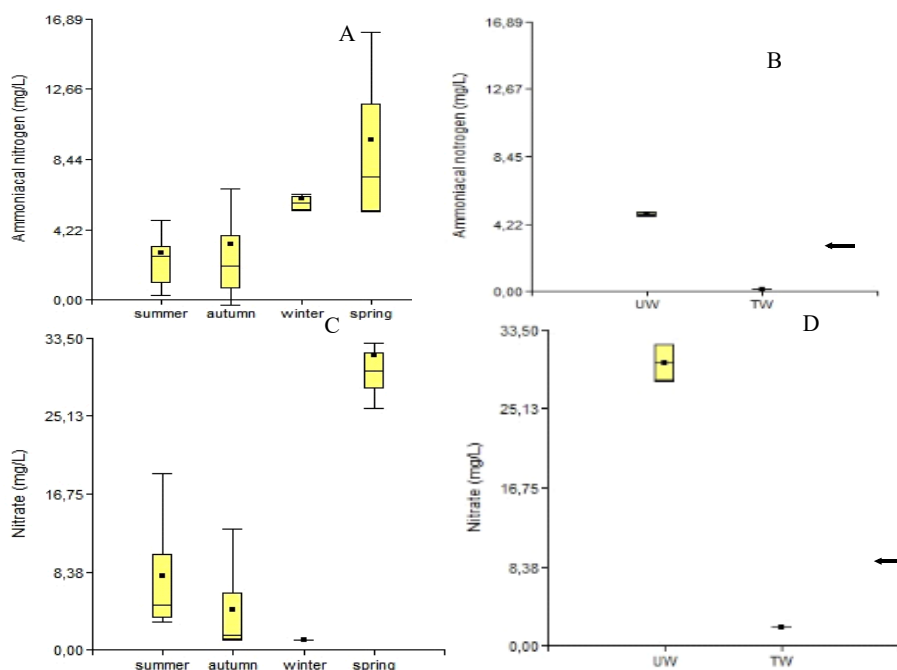 A
Ammoniacal nitrogen (mg/L)
16,89
12,66
8,44
4,22
0,00
summer autumn winter spring
B
Ammoniacal notrogen (mg/L)
16,89
12,67
8,45
4,22
0,00
UW TW
C
Nitrate (mg/L)
33,50
25,13
16,75
8,38
0,00
summer autumn winter spring
D
Nitrate (mg/L)
33,50
25,13
16,75
8,38
0,00
UW TW